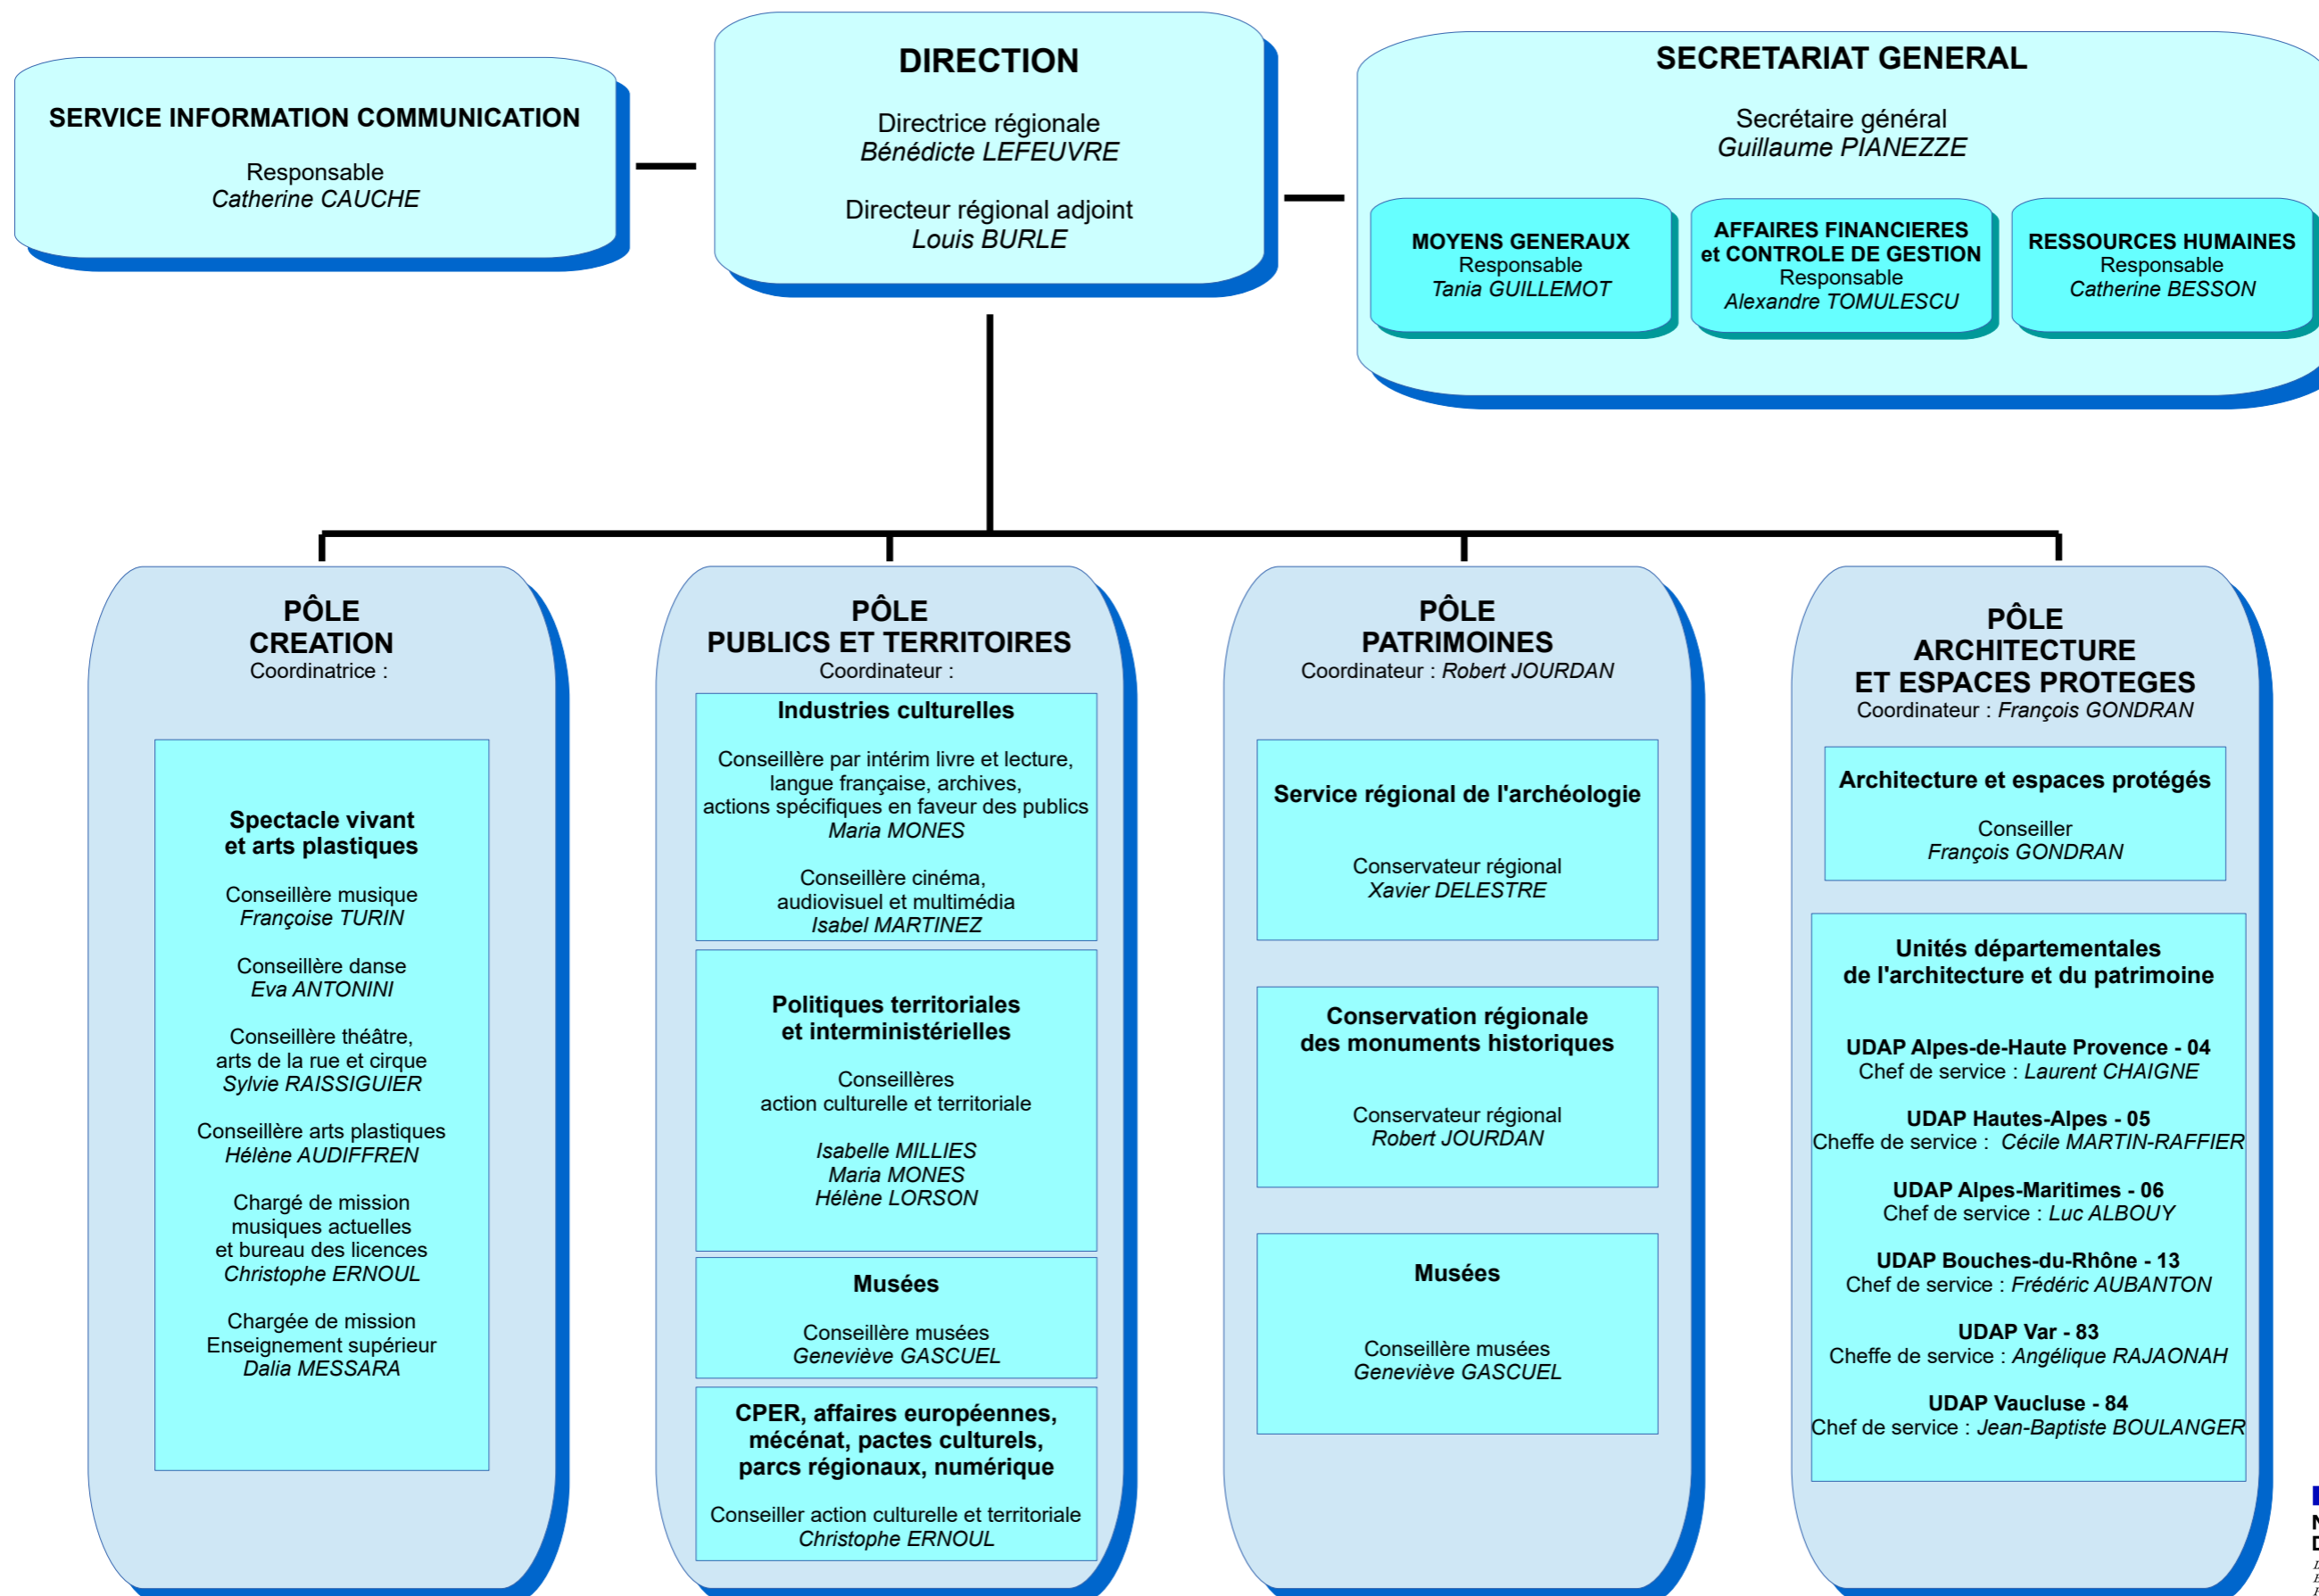 SERVICE INFORMATION COMMUNICATION
Responsable
Catherine CAUCHE
DIRECTION
Directrice régionale
Bénédicte LEFEUVRE
Directeur régional adjoint
Louis BURLE
SECRETARIAT GENERAL
Secrétaire général
Guillaume PIANEZZE
MOYENS GENERAUX
Responsable
Tania GUILLEMOT
AFFAIRES FINANCIERES
et CONTROLE DE GESTION
Responsable
Alexandre TOMULESCU
RESSOURCES HUMAINES
Responsable
Catherine BESSON
PÔLE
CREATION
Coordinatrice :
Spectacle vivant
et arts plastiques
Conseillère musique
Françoise TURIN
Conseillère danse
Eva ANTONINI
Conseillère théâtre,
arts de la rue et cirque
Sylvie RAISSIGUIER
Conseillère arts plastiques
Hélène AUDIFFREN
Chargé de mission
musiques actuelles
et bureau des licences
Christophe ERNOUL
Chargée de mission
Enseignement supérieur
Dalia MESSARA
PÔLE
PUBLICS ET TERRITOIRES
Coordinateur :
Industries culturelles
Conseillère par intérim livre et lecture,
langue française, archives,
actions spécifiques en faveur des publics
Maria MONES
Conseillère cinéma,
audiovisuel et multimédia
Isabel MARTINEZ
Politiques territoriales
et interministérielles
Conseillères
action culturelle et territoriale
Isabelle MILLIES
Maria MONES
Hélène LORSON
Musées
Conseillère musées
Geneviève GASCUEL
CPER, affaires européennes,
mécénat, pactes culturels,
parcs régionaux, numérique
Conseiller action culturelle et territoriale
Christophe ERNOUL
PÔLE
PATRIMOINES
Coordinateur : Robert JOURDAN
Service régional de l'archéologie
Conservateur régional
Xavier DELESTRE
Conservation régionale
des monuments historiques
Conservateur régional
Robert JOURDAN
Musées
Conseillère musées
Geneviève GASCUEL
PÔLE
ARCHITECTURE
ET ESPACES PROTEGES
Coordinateur : François GONDRAN
Architecture et espaces protégés
Conseiller
François GONDRAN
Unités départementales
de l'architecture et du patrimoine
UDAP Alpes-de-Haute Provence - 04
Chef de service : Laurent CHAIGNE
UDAP Hautes-Alpes - 05
Cheffe de service : Cécile MARTIN-RAFFIER
UDAP Alpes-Maritimes - 06
Chef de service : Luc ALBOUY
UDAP Bouches-du-Rhône - 13
Chef de service : Frédéric AUBANTON
UDAP Var - 83
Cheffe de service : Angélique RAJAONAH
UDAP Vaucluse - 84
Chef de service : Jean-Baptiste BOULANGER